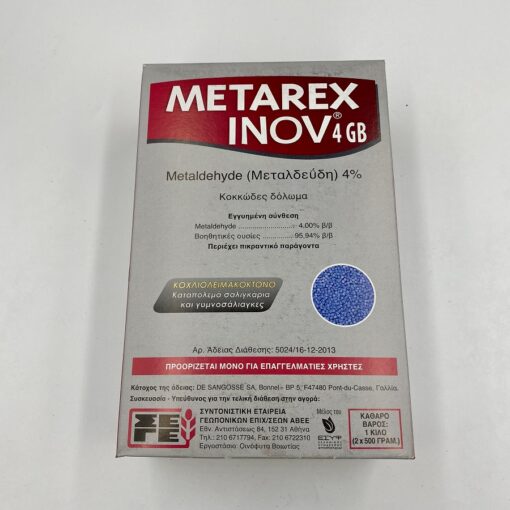 METAREX
INOV® 4 GB
Metaldehyde (Μεταλδεΰδη) 4%
Κοκκώδες δόλωμα
Εγγυημένη σύνθεση
Metaldehyde ........................ 4,00% β/β
Βοηθητικές ουσίες ............95,94% β/β
Περιέχει πικραντικό παράγοντα
ΚΟΧΛΙΟΛΕΙΜΑΚΟΚΤΟΝΟ
Καταπολεμά σαλιγκάρια
και γυμνοσάλιαγκες
Αρ. Άδειας Διάθεσης: 5024/16-12-2013
ΠΡΟΟΡΙΖΕΤΑΙ ΜΟΝΟ ΓΙΑ ΕΠΑΓΓΕΛΜΑΤΙΕΣ ΧΡΗΣΤΕΣ
Κάτοχος της άδειας: DE SANGOSSE SA, Bonnel- BP 5, F47480 Pont-du-Casse, Γαλλία.
Συσκευασία - Υπεύθυνος για την τελική διάθεση στην αγορά:
ΣΕ
ΓΕ
ΣΥΝΤΟΝΙΣΤΙΚΗ ΕΤΑΙΡΕΙΑ
ΓΕΩΠΟΝΙΚΩΝ ΕΠΙΧ/ΣΕΩΝ ΑΒΕΕ
Εθν. Αντιστάσεως 84, 152 31 Αθήνα
Τηλ.: 210 6717794, Fax: 210 6722310
Εργοστάσιο: Οινόφυτα Βοιωτίας
Μέλος του
ΕΣΥΦ
ΚΑΘΑΡΟ
ΒΑΡΟΣ:
1 ΚΙΛΟ
(2 x 500 ΓΡΑΜ.)